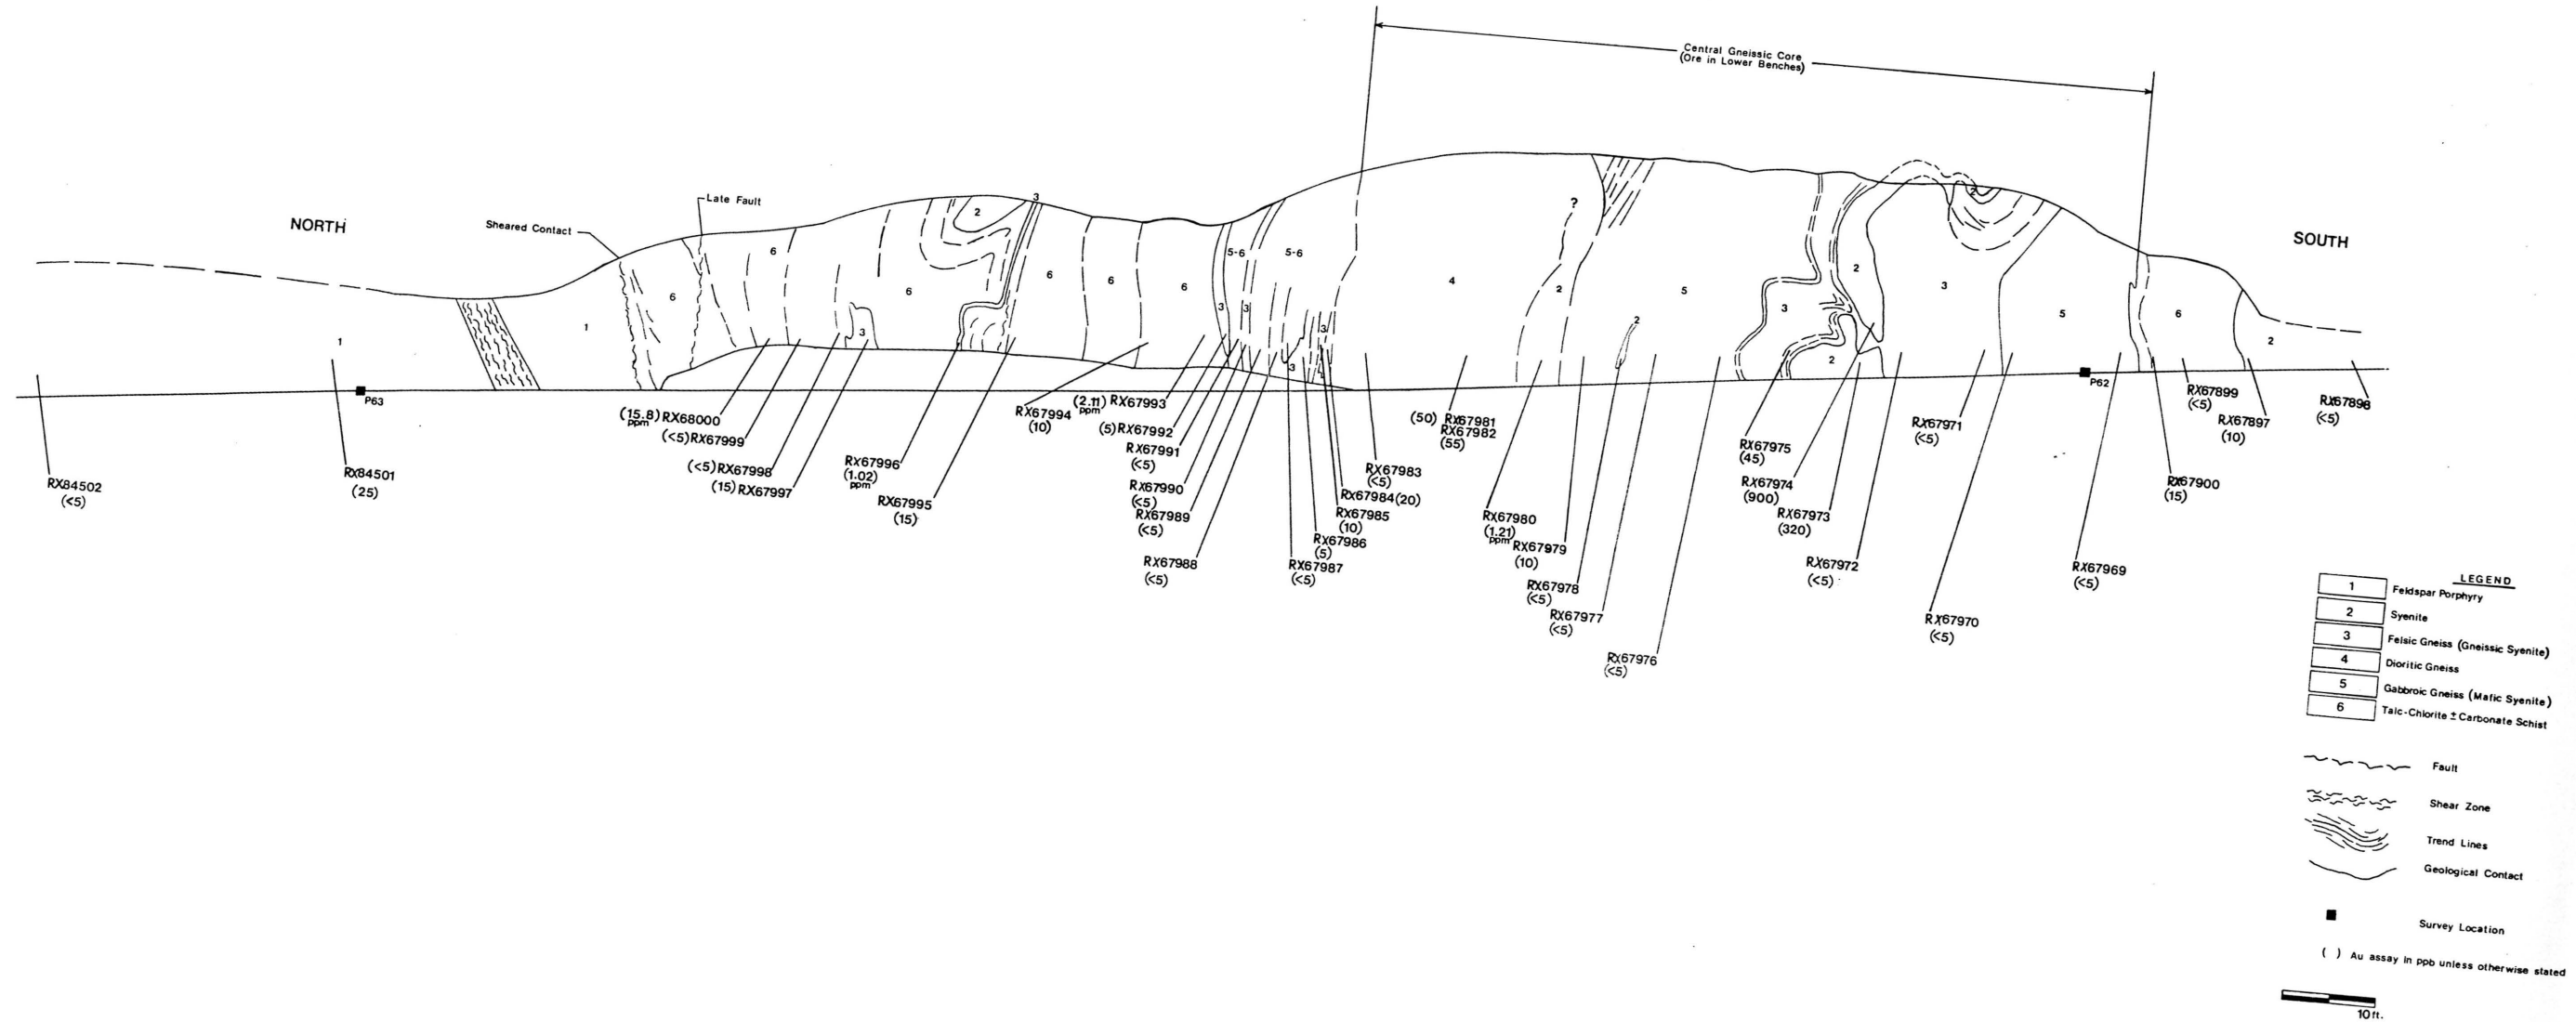 Central Gneissic Core
(Ore in Lower Benches)
NORTH
Sheared Contact
Late Fault
SOUTH
3
2
2
6
5-6
5-6
?
6
6
6
6
6
4
2
5
2
3
3
5
6
1
1
3
3
3
3
3
2
2
2
P63
P62
RX84502
(<5)
RX84501
(25)
(15.8) RX68000
ppm
(<5) RX67999
(<5) RX67998
(15) RX67997
RX67996
(1.02)
ppm
RX67995
(15)
RX67994
(10)
(2.11) RX67993
ppm
(5) RX67992
RX67991
(<5)
RX67990
(<5)
RX67989
(<5)
RX67988
(<5)
RX67987
(<5)
RX67986
(5)
RX67985
(10)
RX67984 (20)
RX67983
(<5)
(50) RX67981
RX67982
(55)
RX67980
(1.21)
ppm
RX67979
(10)
RX67978
(<5)
RX67977
(<5)
RX67976
(<5)
RX67975
(45)
RX67974
(900)
RX67973
(320)
RX67972
(<5)
RX67971
(<5)
RX67970
(<5)
RX67969
(<5)
RX67900
(15)
RX67899
(<5)
RX67897
(10)
RX67898
(<5)
LEGEND
1 Feldspar Porphyry
2 Syenite
3 Felsic Gneiss (Gneissic Syenite)
4 Dioritic Gneiss
5 Gabbroic Gneiss (Mafic Syenite)
6 Talc-Chlorite ± Carbonate Schist
Fault
Shear Zone
Trend Lines
Geological Contact
Survey Location
( ) Au assay in ppb unless otherwise stated
10 ft.